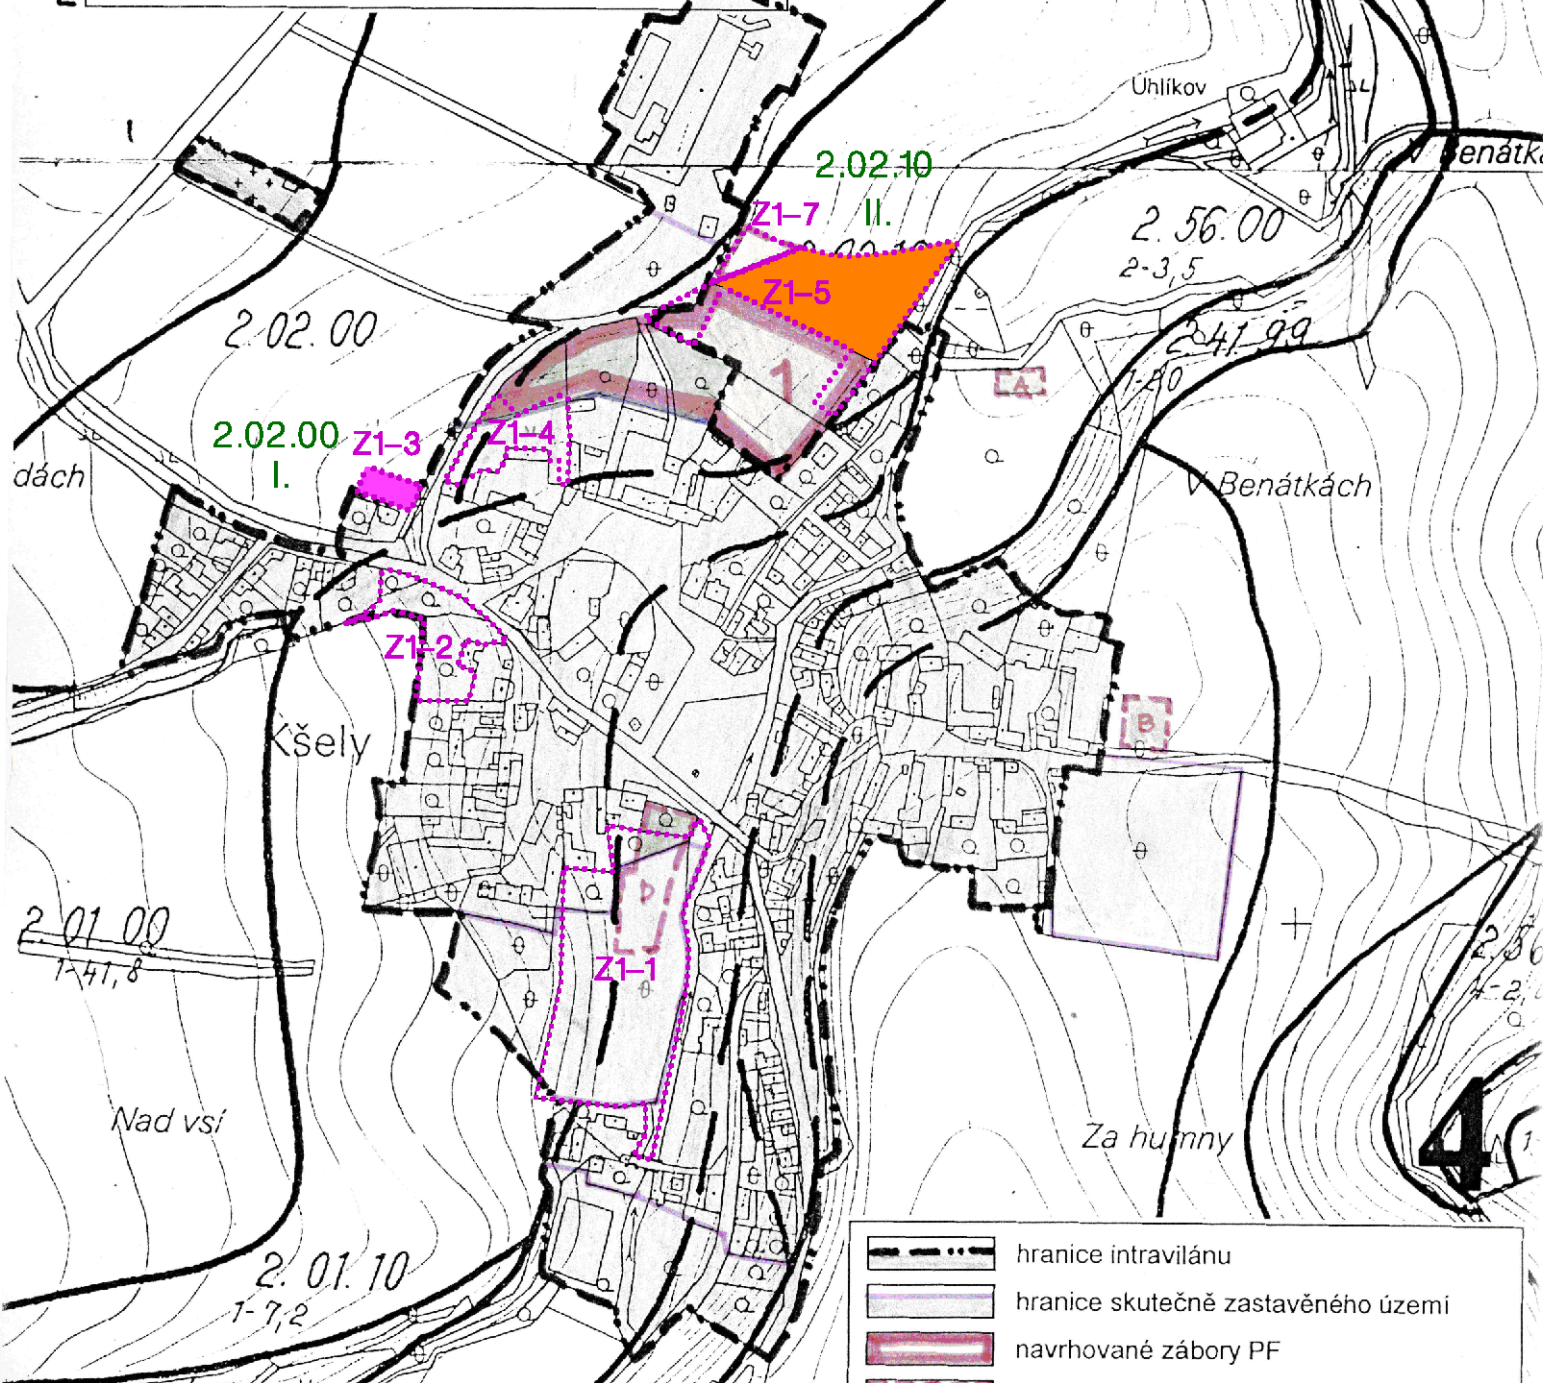 Uhlíkov
2.02.10
II.
Z1–7
2.56.00
2-3,5
Z1–5
2.02.00
2.41.99
1-20
1
A
2.02.00
I.
Z1–3
Z1–4
dách
V Benátkách
Z1–2
Kšely
B
D
Z1–1
2.01.00
1-41,8
Nad vsí
Za humny
4
2.01.10
1-7,2
hranice intravilánu
hranice skutečně zastavěného území
navrhované zábory PF